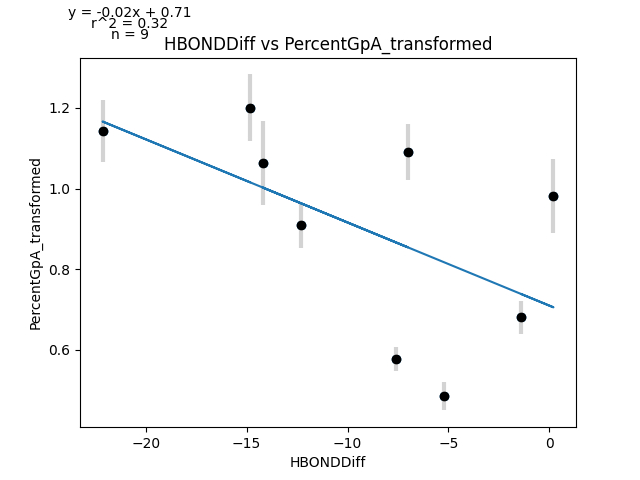 y = -0.02x + 0.71
r^2 = 0.32
n = 9
HBONDDiff vs PercentGpA_transformed
PercentGpA_transformed
1.2
1.0
0.8
0.6
−20
−15
−10
−5
0
HBONDDiff